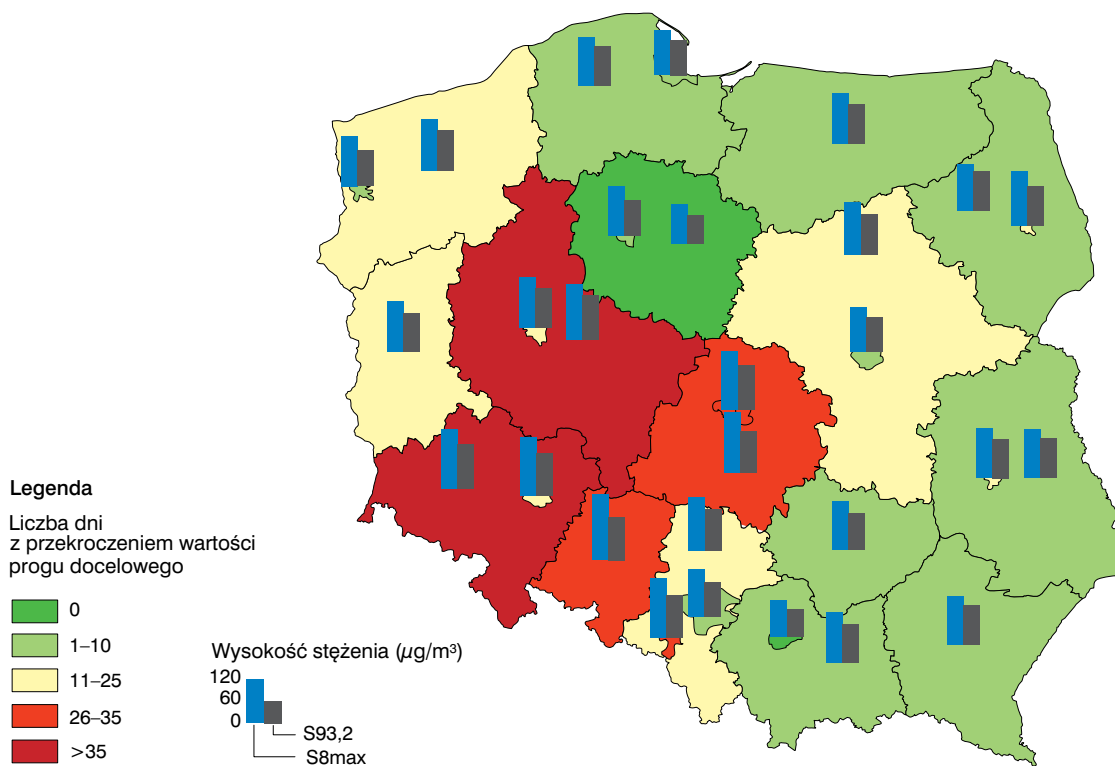 Legenda
Liczba dni
z przekroczeniem wartości
progu docelowego
0
1–10
11–25
26–35
>35
Wysokość stężenia (µg/m³)
120
60
0
S93,2
S8max